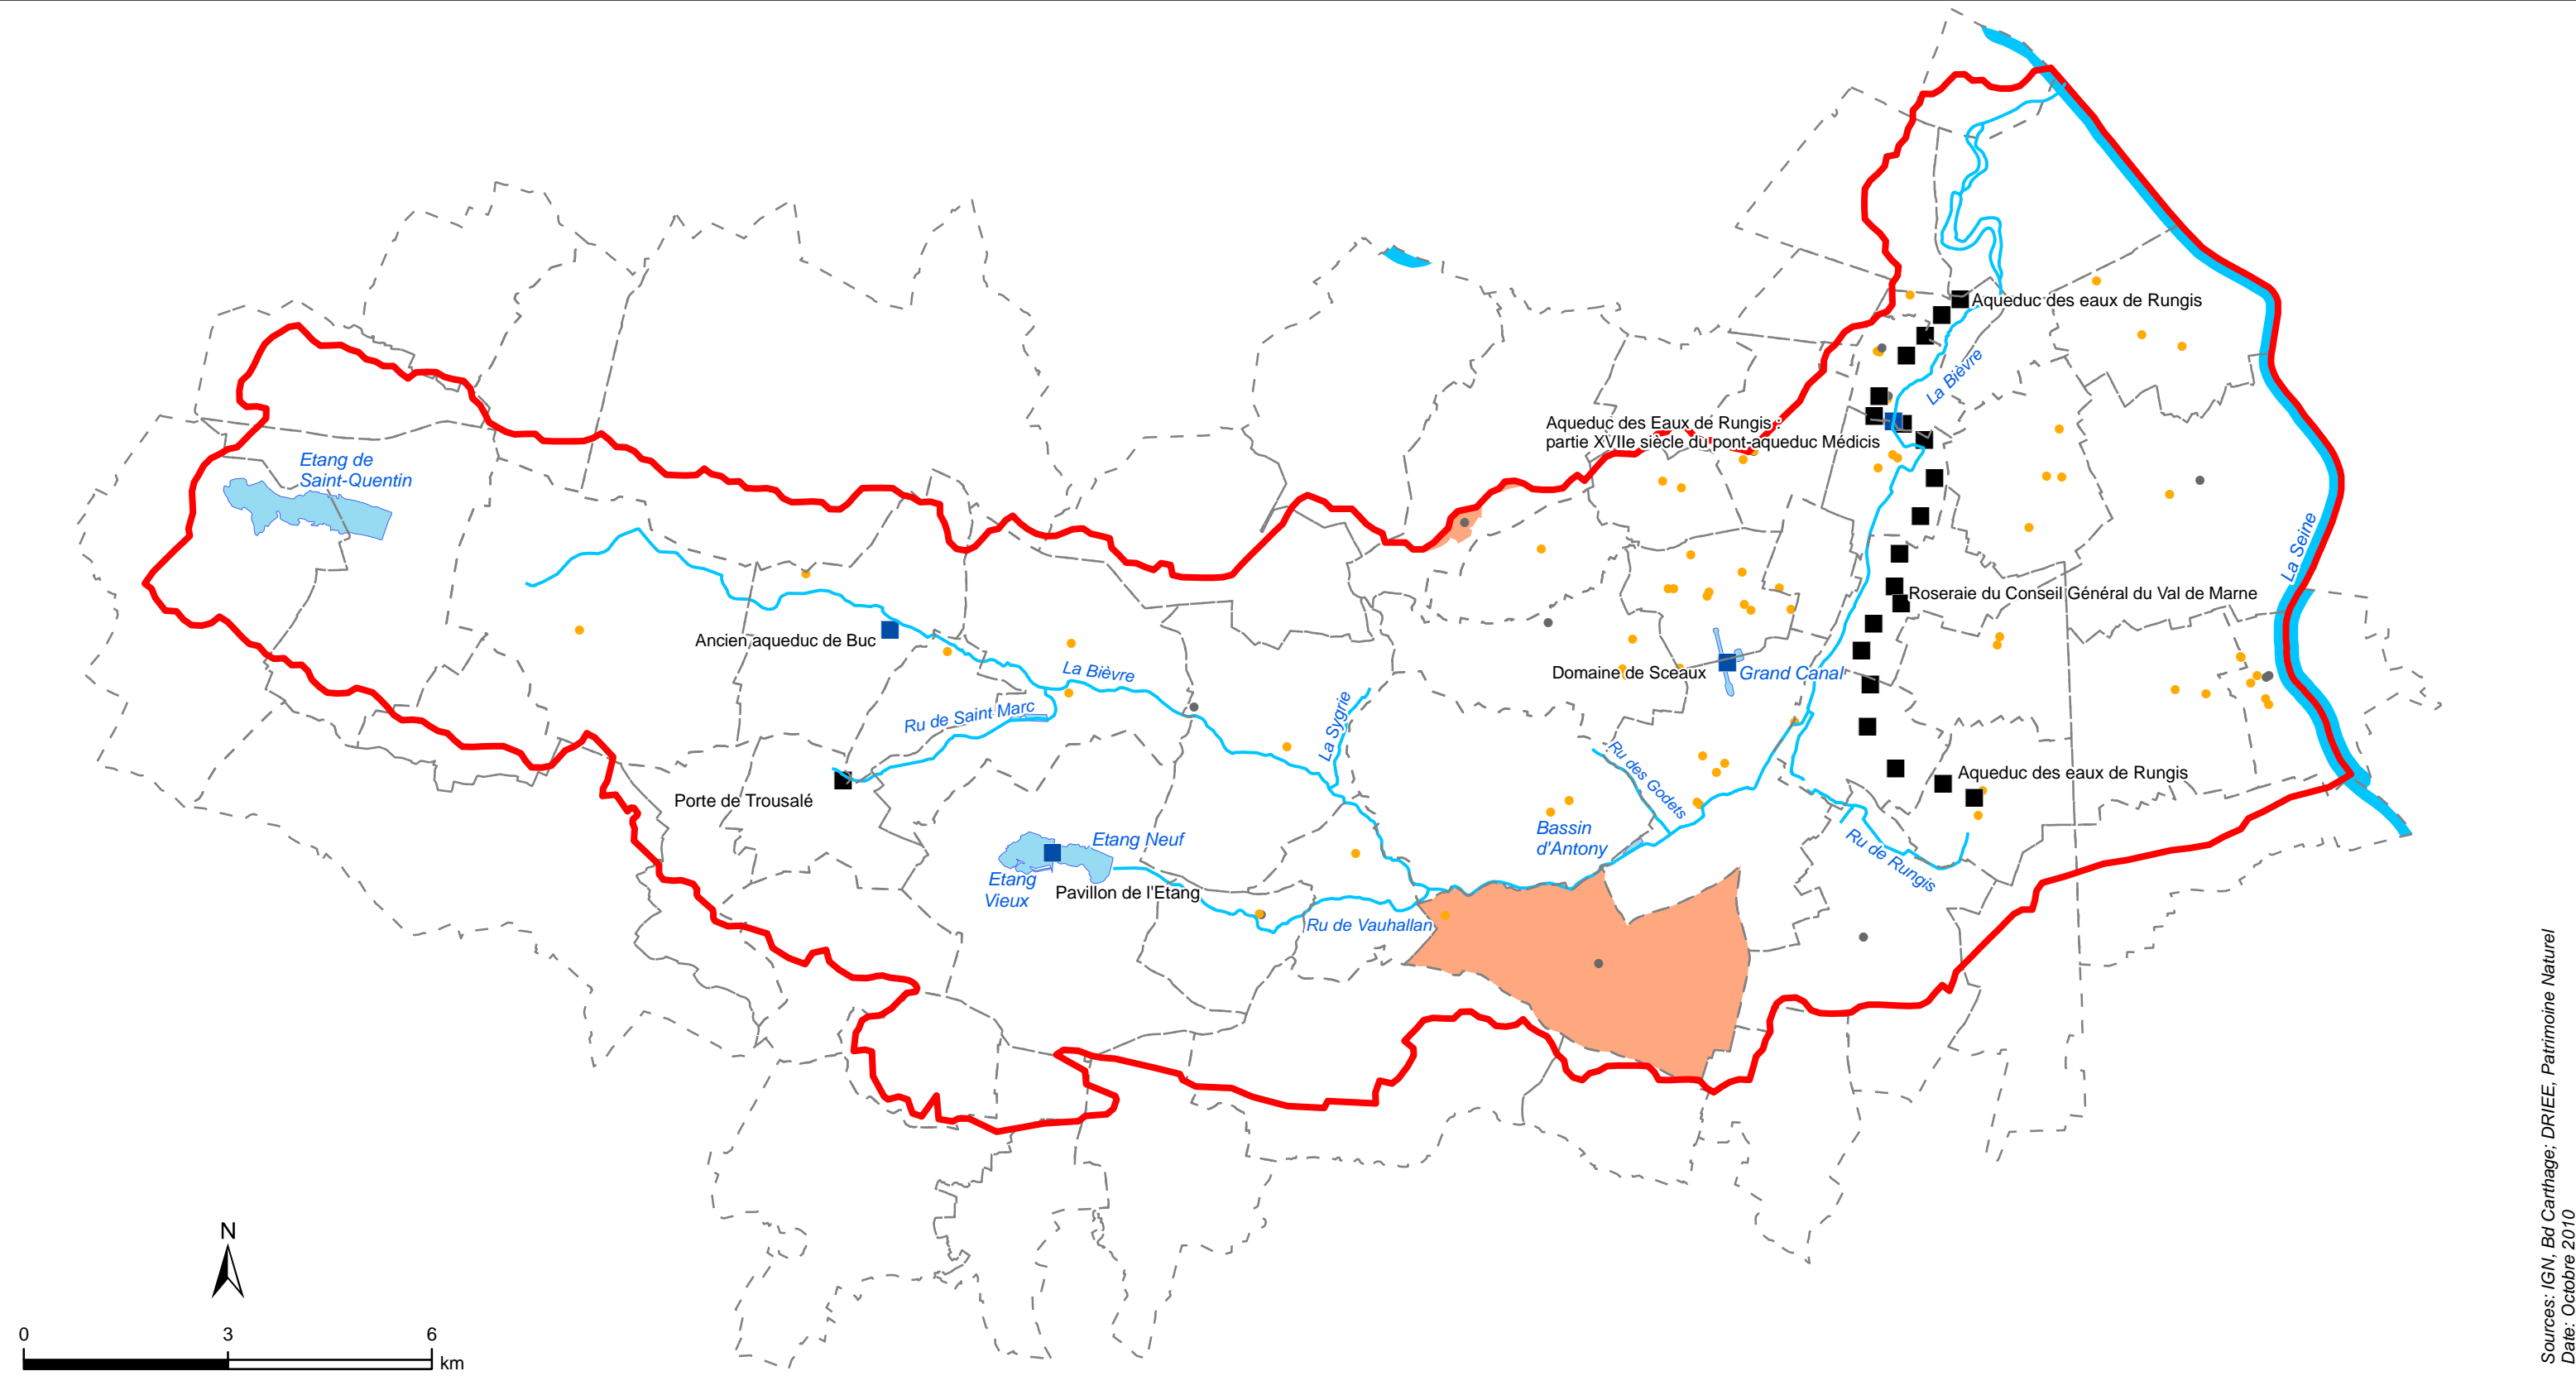 Aqueduc des eaux de Rungis
La Bièvre
Aqueduc des Eaux de Rungis :
partie XVIIe siècle du pont-aqueduc Médicis
Etang de
Saint-Quentin
La Seine
Roseraie du Conseil Général du Val de Marne
Ancien aqueduc de Buc
La Bièvre
Domaine de Sceaux
Grand Canal
Ru de Saint Marc
La Sygrie
Ru des Godets
Aqueduc des eaux de Rungis
Porte de Trousalé
Etang Neuf
Bassin
d'Antony
Ru de Rungis
Etang
Vieux
Pavillon de l'Etang
Ru de Vauhallan
N
0 3 6
km
Sources: IGN, Bd Carthage; DRIEE, Patrimoine Naturel
Date: Octobre 2010